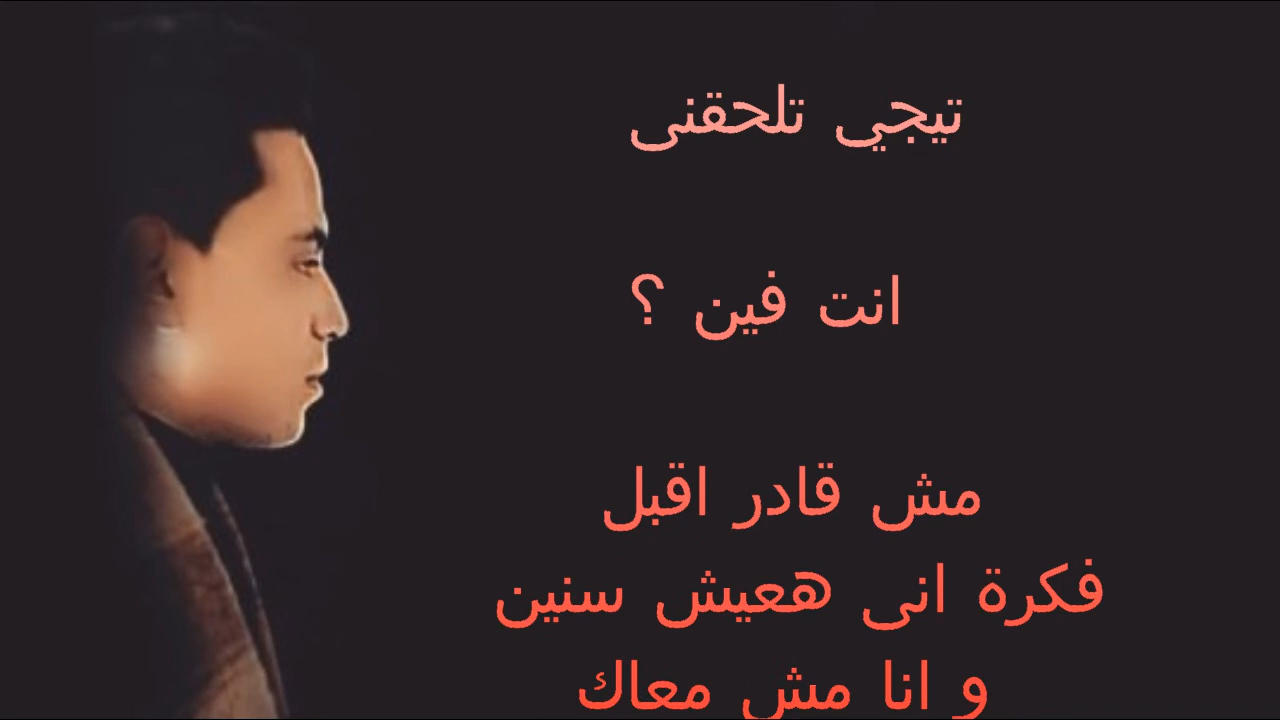 تيجي تلحقنى
انت فين ؟
مش قادر اقبل
فكرة انى هعيش سنين
و انا مش معاك